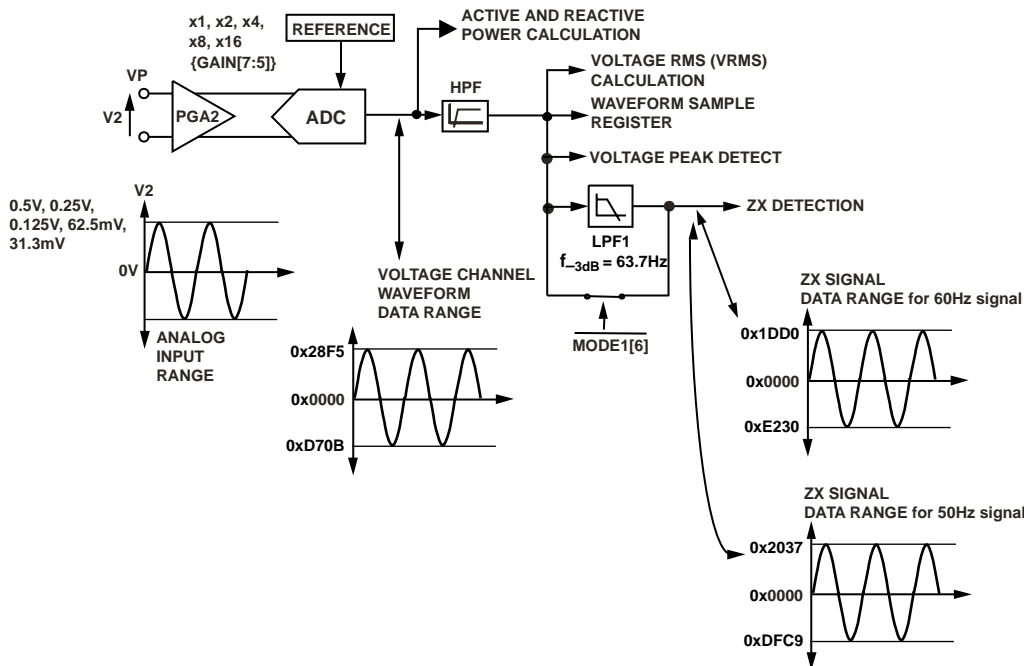 x1, x2, x4,
x8, x16
{GAIN[7:5]}
REFERENCE
ACTIVE AND REACTIVE
POWER CALCULATION
VP
V2
PGA2
ADC
HPF
VOLTAGE RMS (VRMS)
CALCULATION
WAVEFORM SAMPLE
REGISTER
VOLTAGE PEAK DETECT
ZX DETECTION
LPF1
f–3dB = 63.7Hz
MODE1[6]
V2
0.5V, 0.25V,
0.125V, 62.5mV,
31.3mV
0V
ANALOG
INPUT
RANGE
VOLTAGE CHANNEL
WAVEFORM
DATA RANGE
0x28F5
0x0000
0xD70B
ZX SIGNAL
DATA RANGE for 60Hz signal
0x1DD0
0x0000
0xE230
ZX SIGNAL
DATA RANGE for 50Hz signal
0x2037
0x0000
0xDFC9